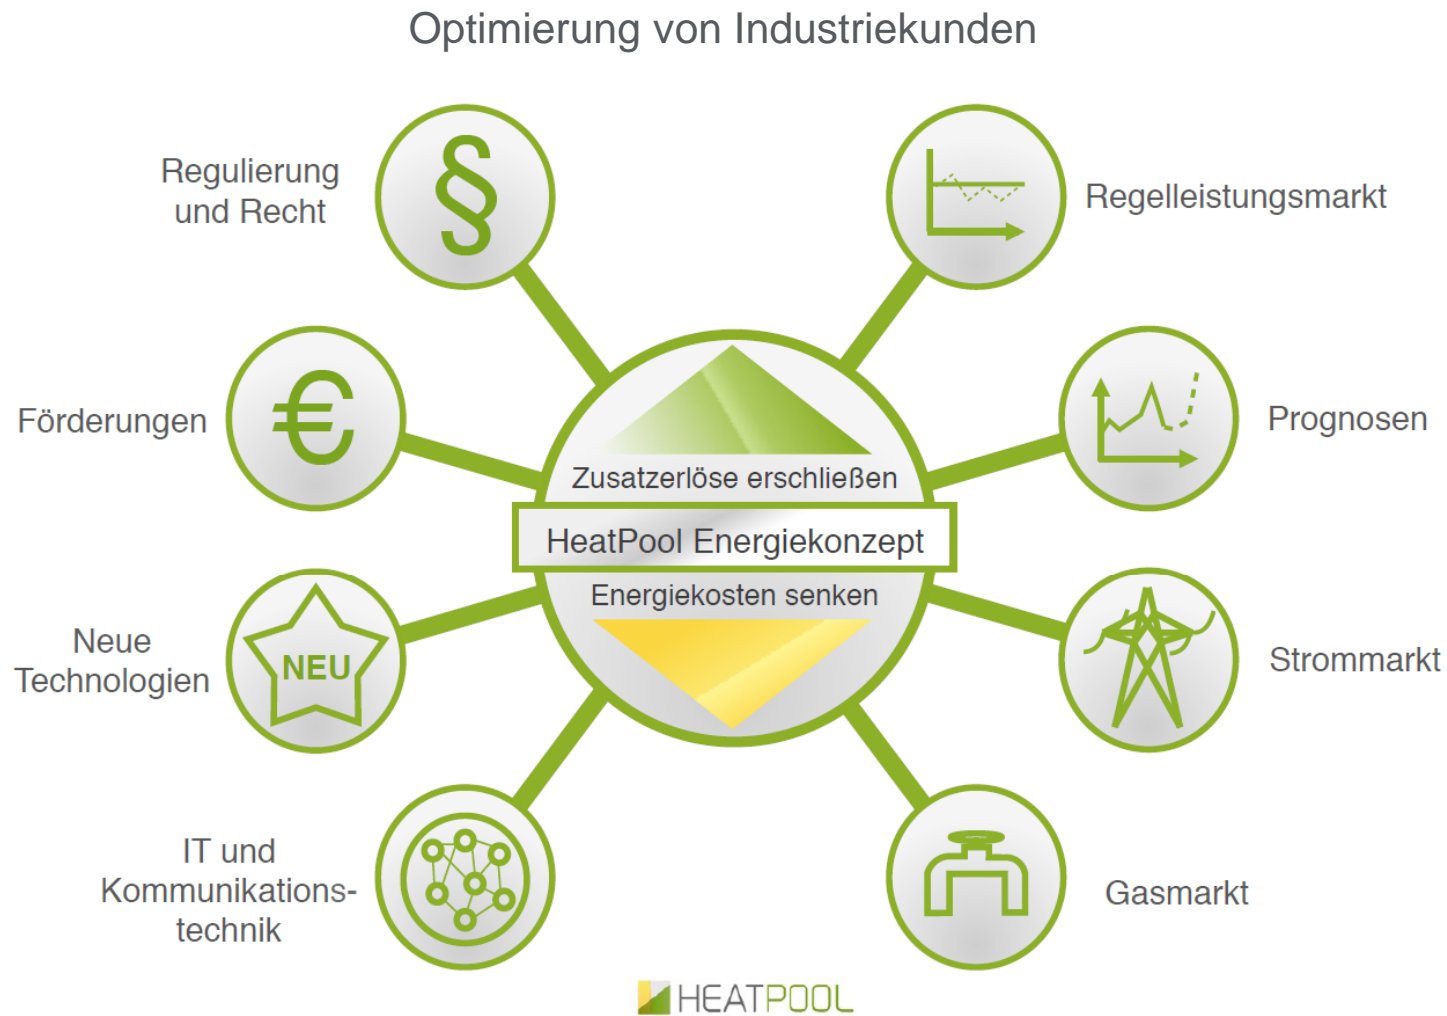 Optimierung von Industriekunden
Regulierung
und Recht
§
Regelleistungsmarkt
Förderungen
€
Prognosen
Zusatzerlöse erschließen
HeatPool Energiekonzept
Energiekosten senken
Neue
Technologien
NEU
Strommarkt
IT und
Kommunikations-
technik
Gasmarkt
HEATPOOL